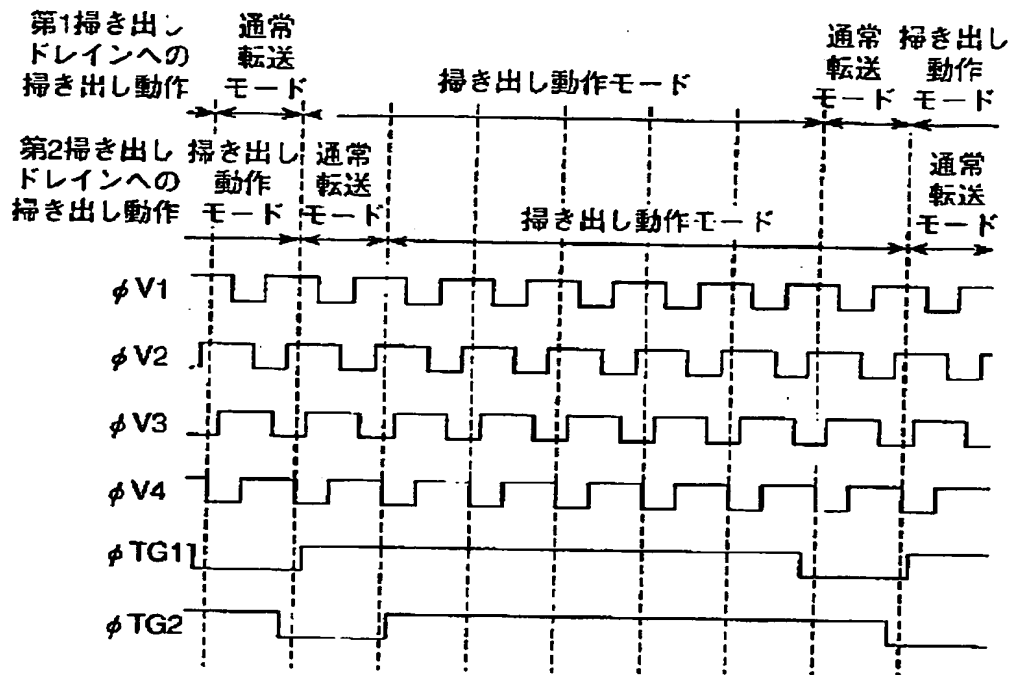 第1掃き出し
ドレインへの
掃き出し動作
通常
転送
モード
掃き出し動作モード
通常
転送
モード
掃き出し
動作
モード
第2掃き出し
ドレインへの
掃き出し動作
掃き出し
動作
モード
通常
転送
モード
掃き出し動作モード
通常
転送
モード
φV1
φV2
φV3
φV4
φTG1
φTG2